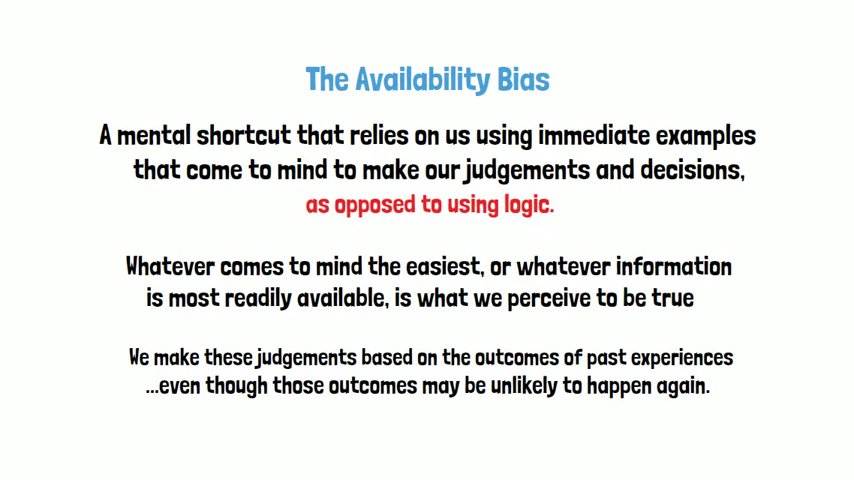 The Availability Bias
A mental shortcut that relies on us using immediate examples
that come to mind to make our judgements and decisions,
as opposed to using logic.
Whatever comes to mind the easiest, or whatever information
is most readily available, is what we perceive to be true
We make these judgements based on the outcomes of past experiences
...even though those outcomes may be unlikely to happen again.